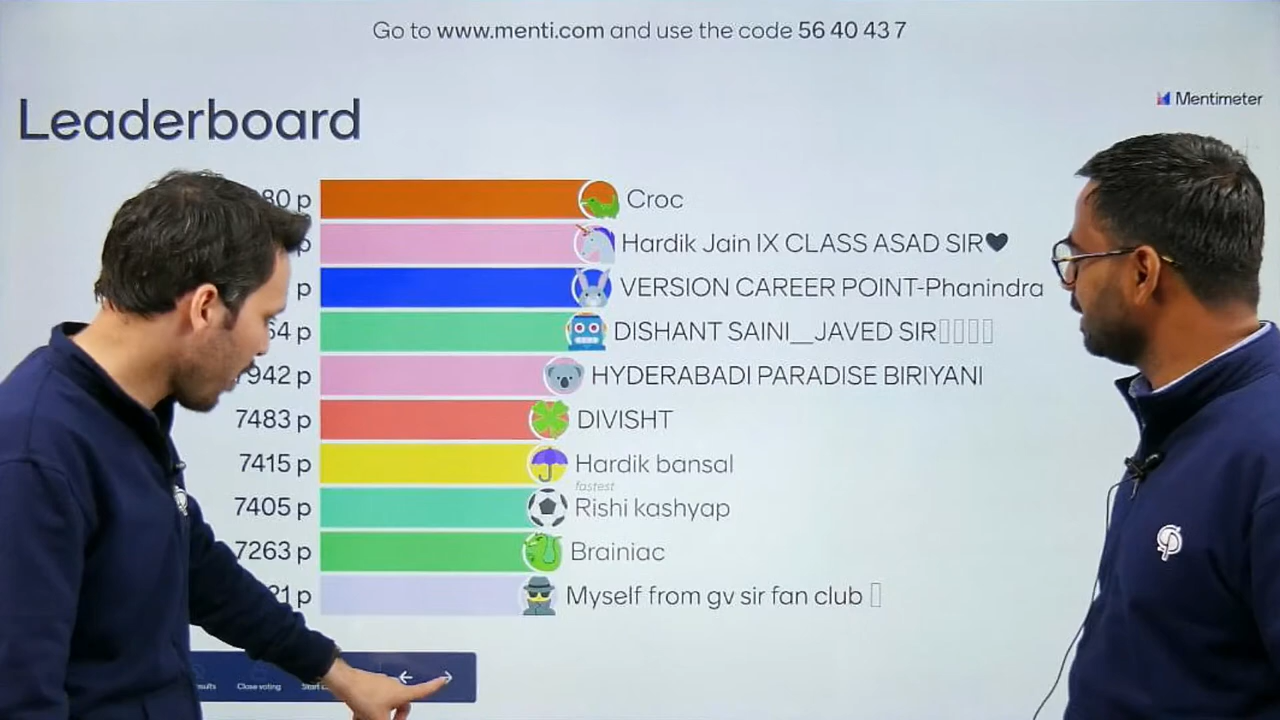 Go to www.menti.com and use the code 56 40 43 7
Mentimeter
Leaderboard
Croc
Hardik Jain IX CLASS ASAD SIR🖤
p VERSION CAREER POINT-Phanindra
DISHANT SAINI__JAVED SIR
HYDERABADI PARADISE BIRIYANI
7483 p DIVISHT
7415 p Hardik bansal
fastest
7405 p Rishi kashyap
7263 p Brainiac
Myself from gv sir fan club
Close voting